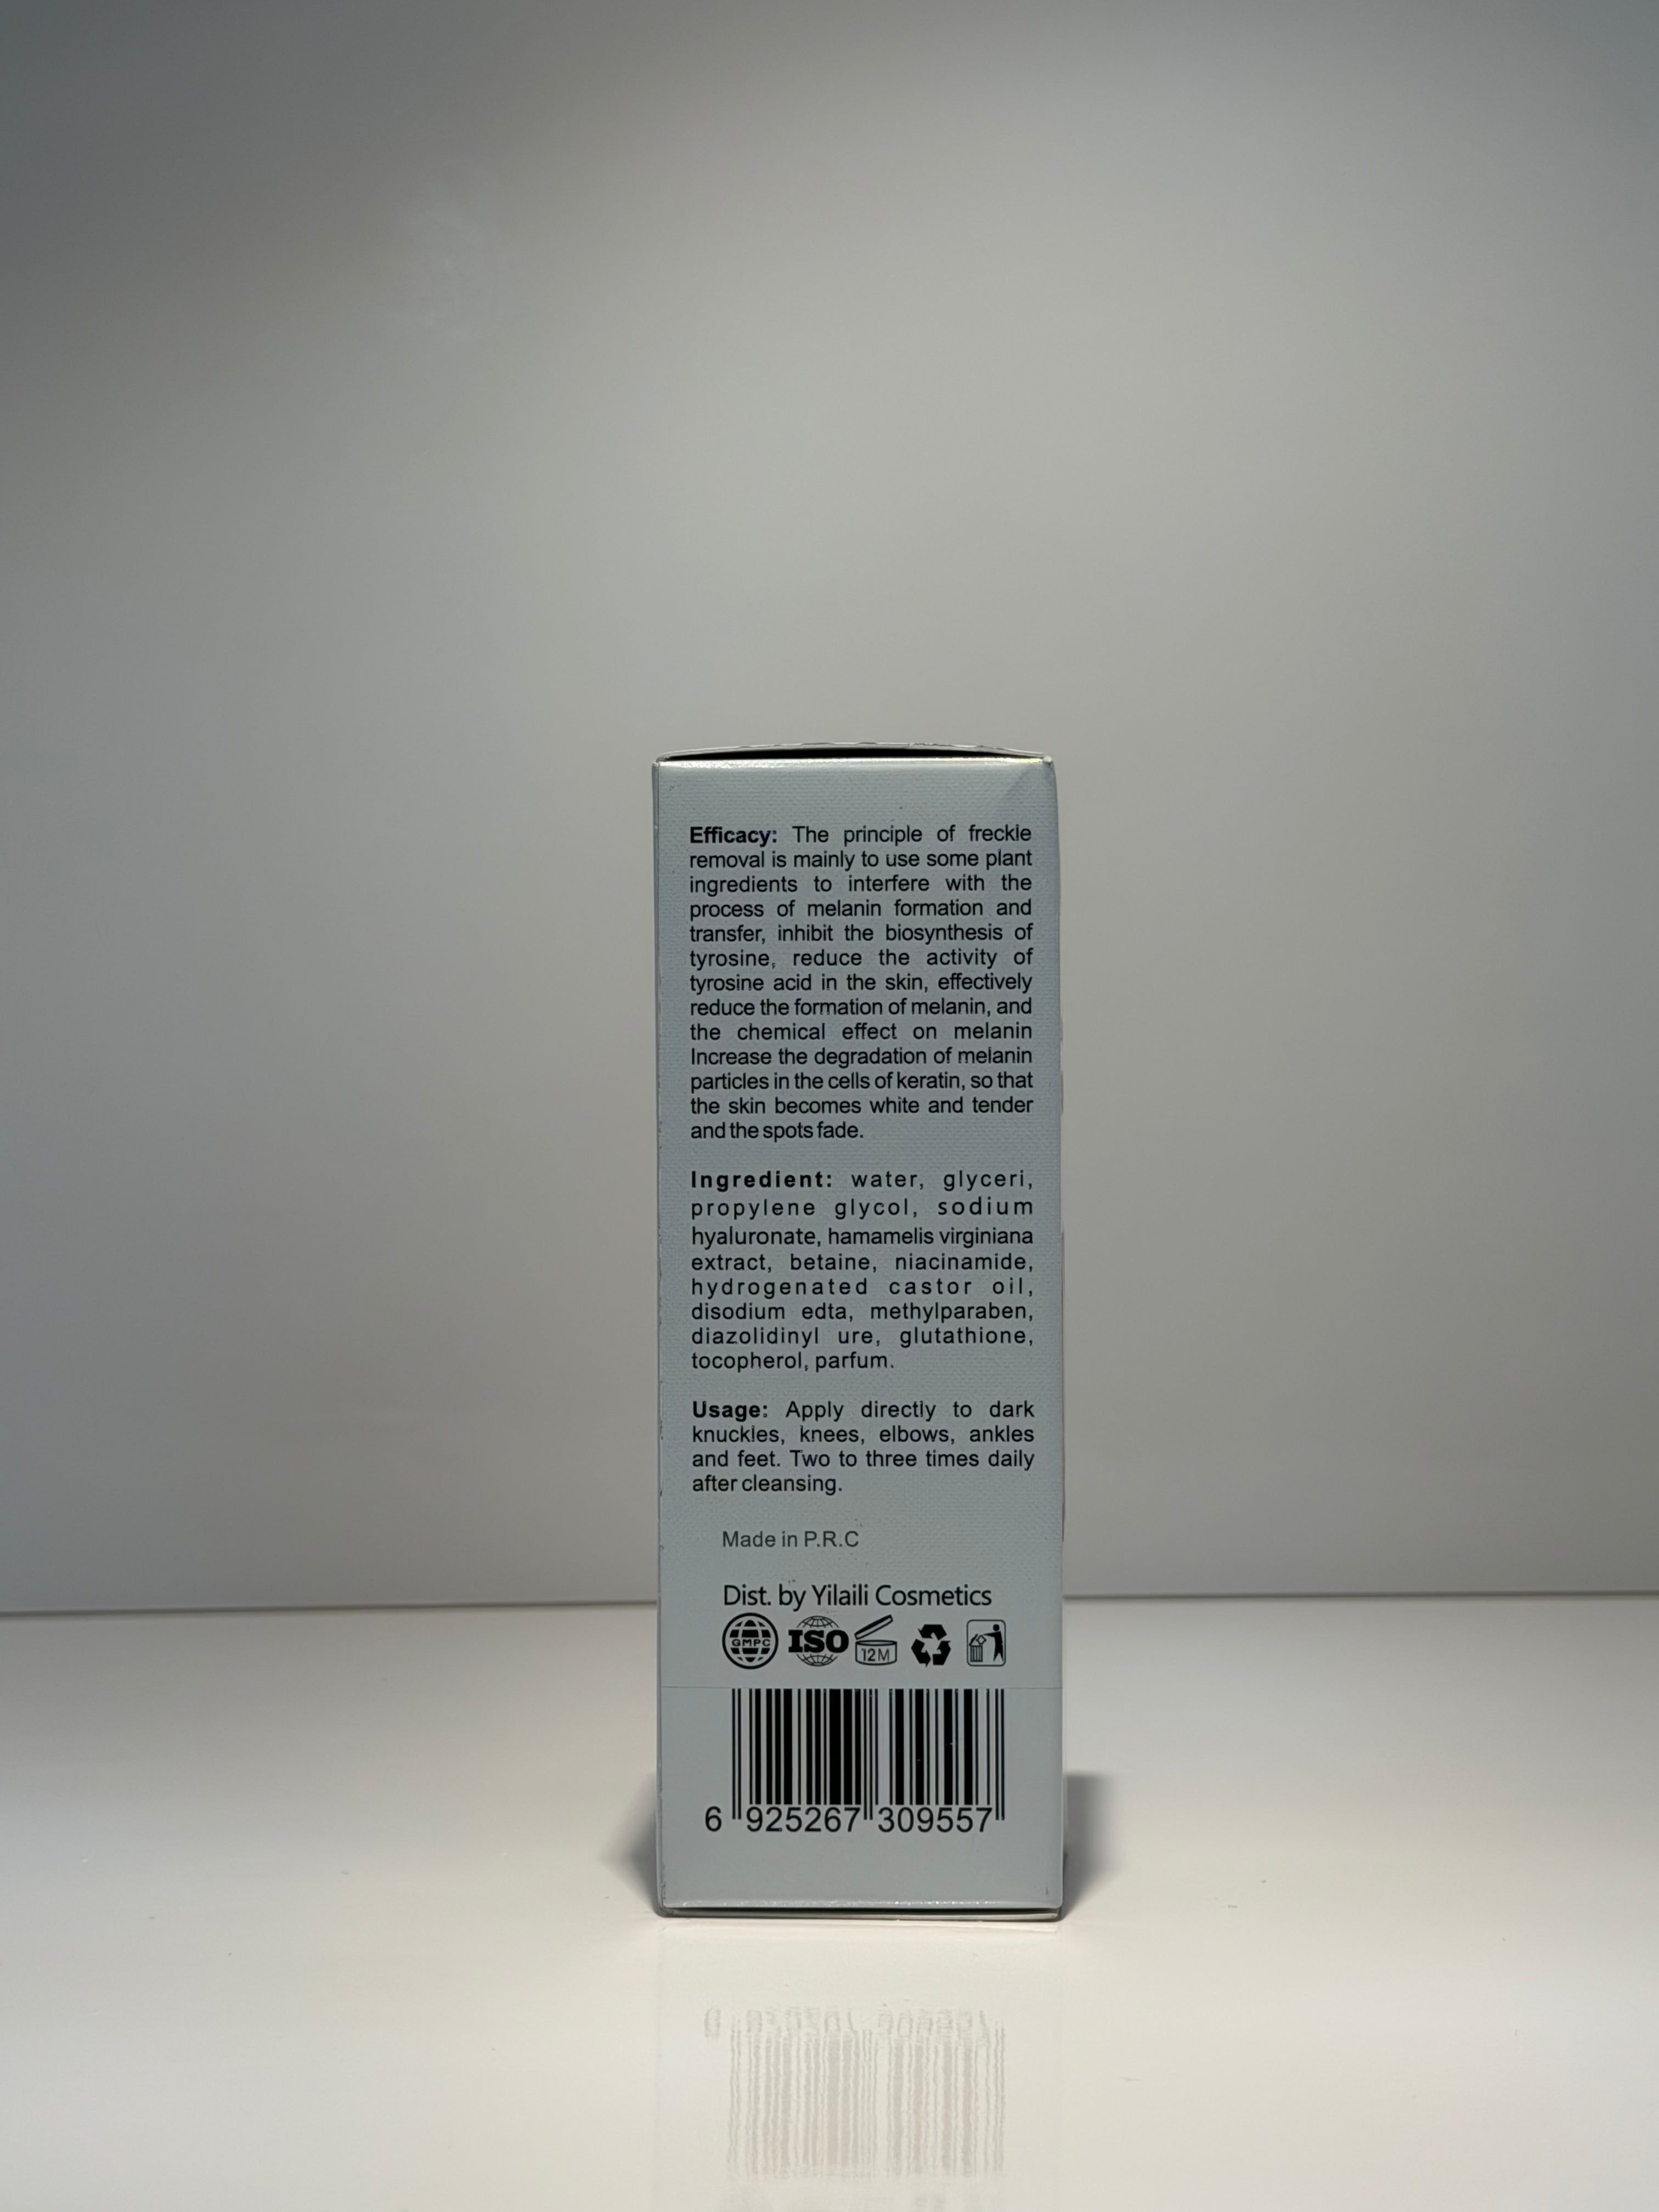 Efficacy: The principle of freckle
removal is mainly to use some plant
ingredients to interfere with the
process of melanin formation and
transfer, inhibit the biosynthesis of
tyrosine, reduce the activity of
tyrosine acid in the skin, effectively
reduce the formation of melanin, and
the chemical effect on melanin
Increase the degradation of melanin
particles in the cells of keratin, so that
the skin becomes white and tender
and the spots fade.
Ingredient: water, glyceri,
propylene glycol, sodium
hyaluronate, hamamelis virginiana
extract, betaine, niacinamide,
hydrogenated castor oil,
disodium edta, methylparaben,
diazolidinyl ure, glutathione,
tocopherol, parfum.
Usage: Apply directly to dark
knuckles, knees, elbows, ankles
and feet. Two to three times daily
after cleansing.
Made in P.R.C
Dist. by Yilaili Cosmetics
GMPC ISO 12M
6 925267 309557